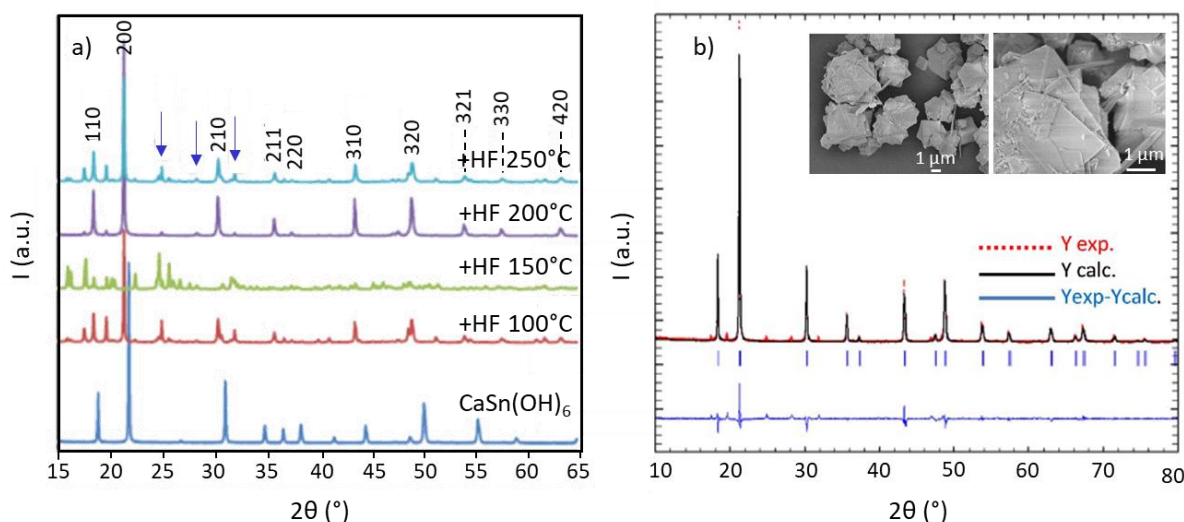 a)
200
110
210
211
220
310
320
321
330
420
+HF 250°C
+HF 200°C
+HF 150°C
+HF 100°C
CaSn(OH)6
I (a.u.)
15 20 25 30 35 40 45 50 55 60 65
2θ (°)
b)
1 μm
1 μm
Y exp.
Y calc.
Yexp-Ycalc.
I (a.u.)
10 20 30 40 50 60 70 80
2θ (°)